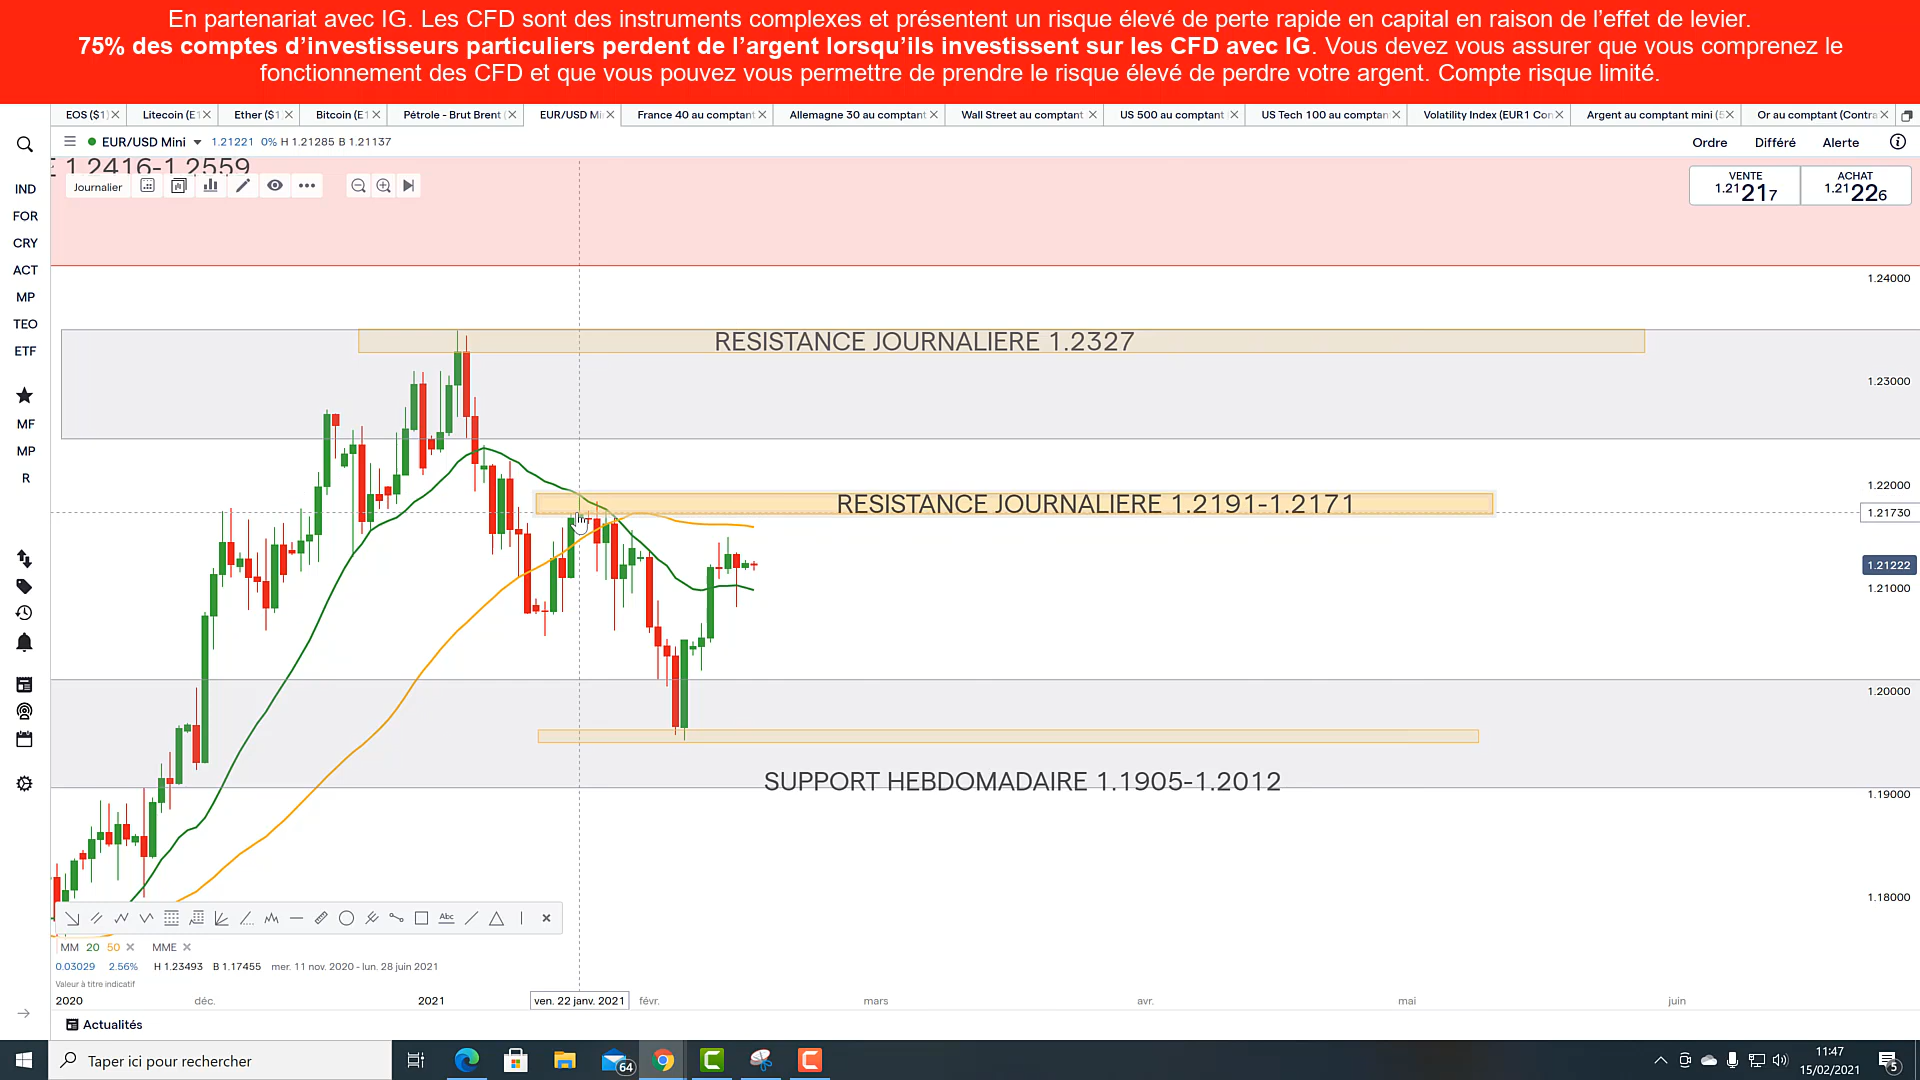 En partenariat avec IG. Les CFD sont des instruments complexes et présentent un risque élevé de perte rapide en capital en raison de l'effet de levier.
75% des comptes d'investisseurs particuliers perdent de l'argent lorsqu'ils investissent sur les CFD avec IG. Vous devez vous assurer que vous comprenez le
fonctionnement des CFD et que vous pouvez vous permettre de prendre le risque élevé de perdre votre argent. Compte risque limité.
EOS ($1) Litecoin (E1 Ether ($1) Bitcoin (E1 Pétrole - Brut Brent ( EUR/USD Mi France 40 au comptant Allemagne 30 au comptant Wall Street au comptant US 500 au comptant US Tech 100 au comptan Volatility Index (EUR1 Con Argent au comptant mini (5 Or au comptant (Contra
EUR/USD Mini 1.21221 0% H 1.21285 B 1.21137 Ordre Différé Alerte
E 1.2416-1.2559
Journalier
VENTE ACHAT
1.21 21 7 1.21 22 6
IND
FOR
CRY
ACT
MP
TEO
ETF
MF
MP
R
1.24000
RESISTANCE JOURNALIERE 1.2327
1.23000
1.22000
RESISTANCE JOURNALIERE 1.2191-1.2171
1.21730
1.21222
1.21000
1.20000
SUPPORT HEBDOMADAIRE 1.1905-1.2012
1.19000
1.18000
Abc
MM 20 50 MME
0.03029 2.56% H 1.23493 B 1.17455 mer. 11 nov. 2020 - lun. 28 juin 2021
Valeur à titre indicatif
2020 déc. 2021 ven. 22 janv. 2021 févr. mars avr. mai juin
Actualités
Taper ici pour rechercher
64
11:47
15/02/2021
5